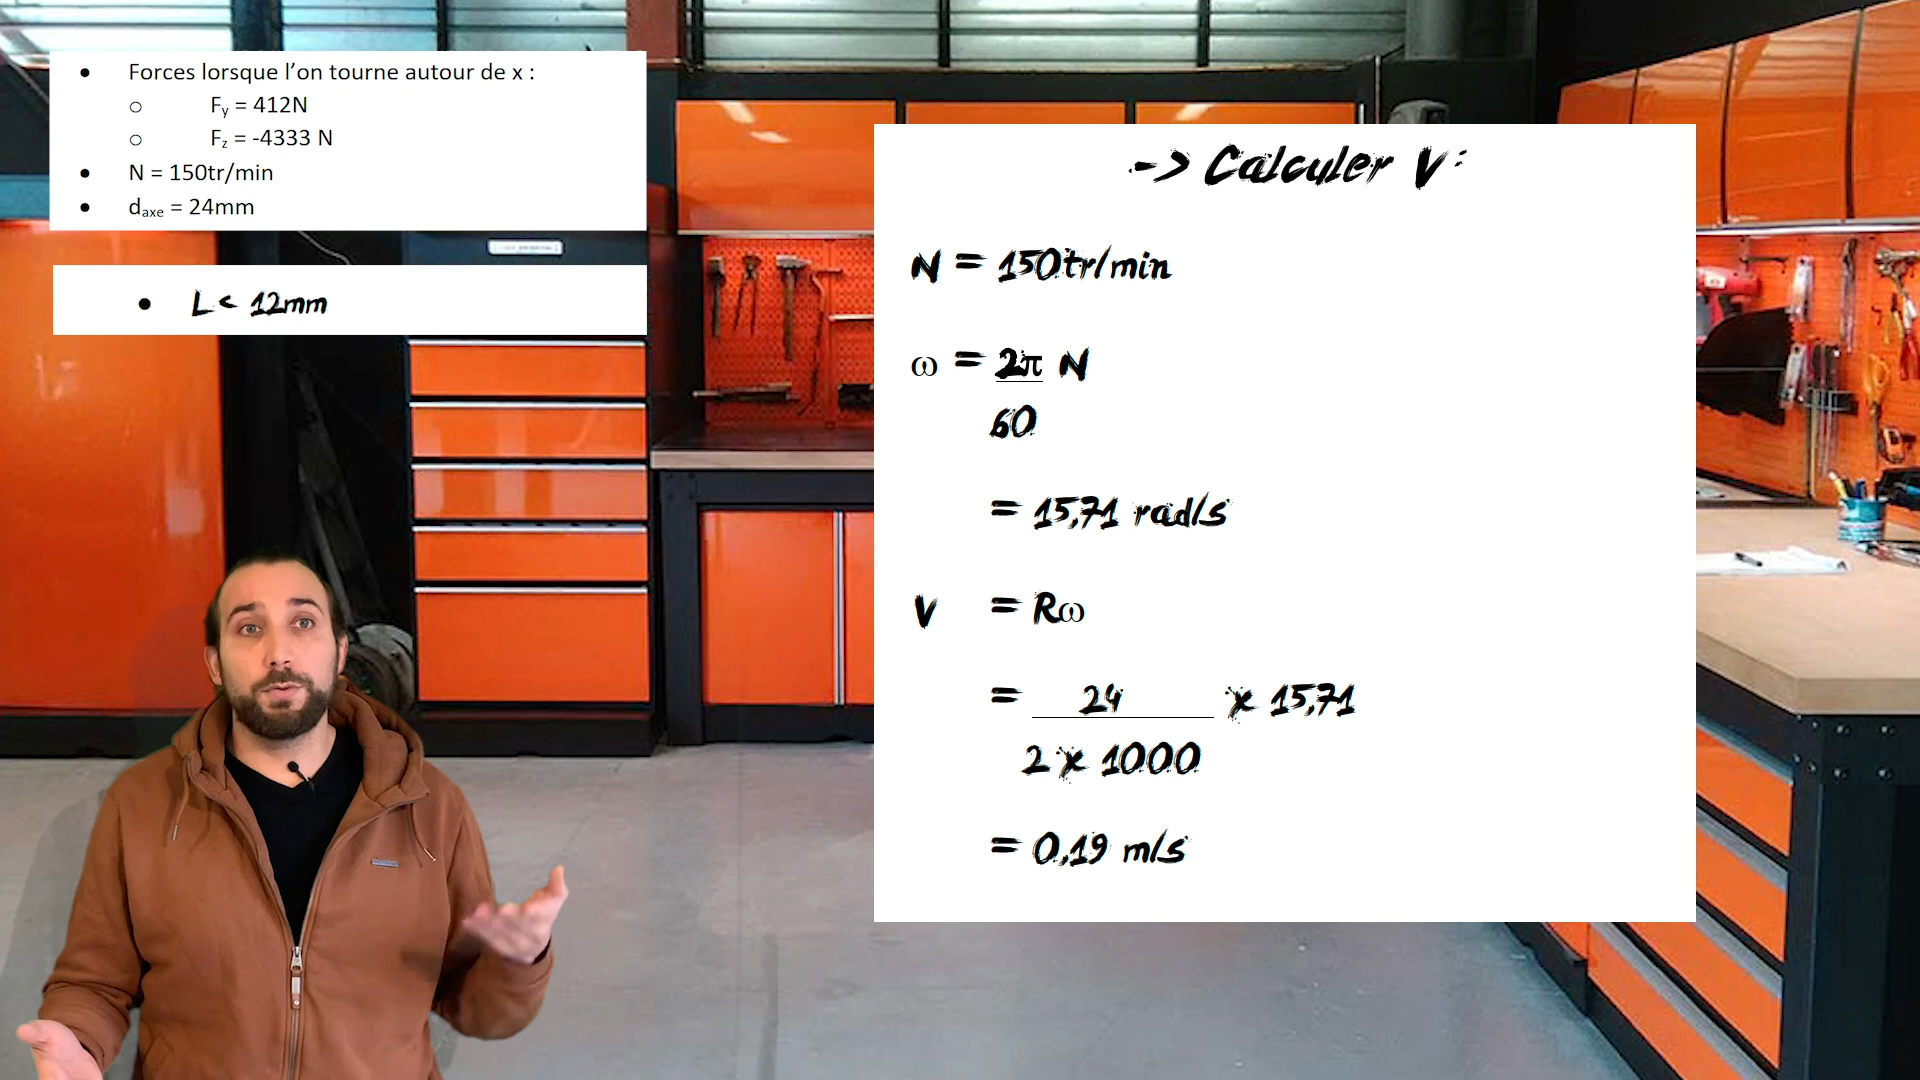 • Forces lorsque l’on tourne autour de x :
○ Fy = 412N
○ Fz = -4333 N
• N = 150tr/min
• daxe = 24mm
• L < 12mm
-> Calculer V :
N = 150tr/min
ω = 2π N
60
= 15,71 rad/s
V = Rω
= 24 x 15,71
2 x 1000
= 0,19 m/s